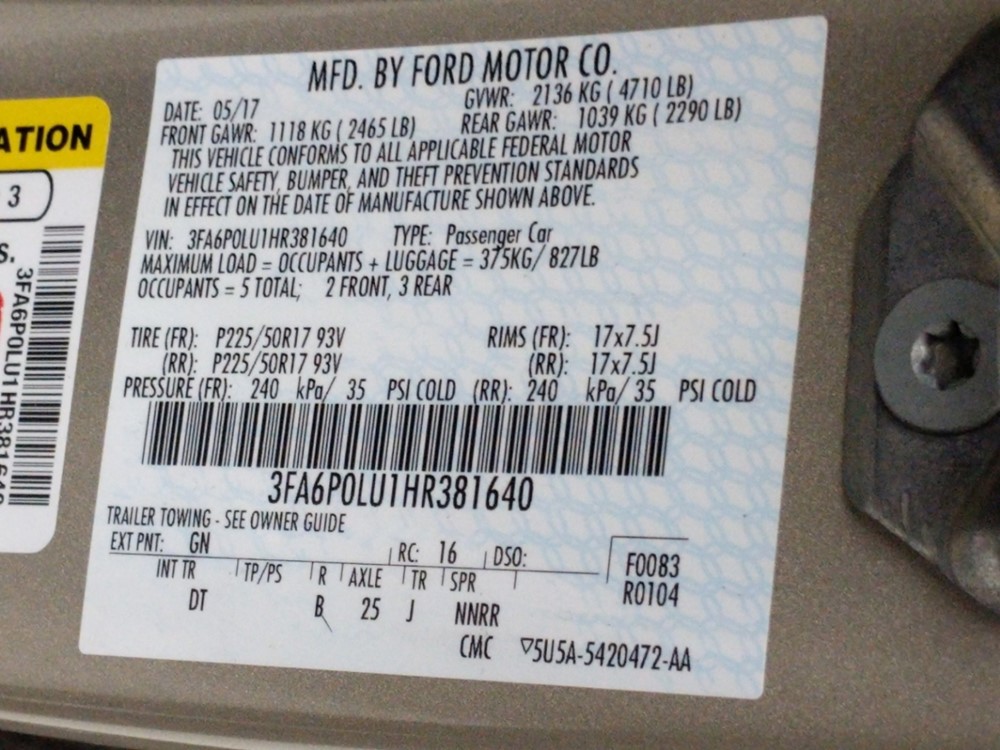 ATION
3
S.
3FA6P0LU1HR381640
MFD. BY FORD MOTOR CO.
DATE: 05/17 GVWR: 2136 KG ( 4710 LB)
FRONT GAWR: 1118 KG ( 2465 LB) REAR GAWR: 1039 KG ( 2290 LB)
THIS VEHICLE CONFORMS TO ALL APPLICABLE FEDERAL MOTOR
VEHICLE SAFETY, BUMPER, AND THEFT PREVENTION STANDARDS
IN EFFECT ON THE DATE OF MANUFACTURE SHOWN ABOVE.
VIN: 3FA6P0LU1HR381640 TYPE: Passenger Car
MAXIMUM LOAD = OCCUPANTS + LUGGAGE = 375KG/ 827LB
OCCUPANTS = 5 TOTAL; 2 FRONT, 3 REAR
TIRE (FR): P225/50R17 93V RIMS (FR): 17x7.5J
(RR): P225/50R17 93V (RR): 17x7.5J
PRESSURE (FR): 240 kPa/ 35 PSI COLD (RR): 240 kPa/ 35 PSI COLD
3FA6P0LU1HR381640
TRAILER TOWING - SEE OWNER GUIDE
EXT PNT: GN RC: 16 DSO: F0083
INT TR TP/PS R AXLE TR SPR R0104
DT B 25 J NNRR
CMC ▽5U5A-5420472-AA